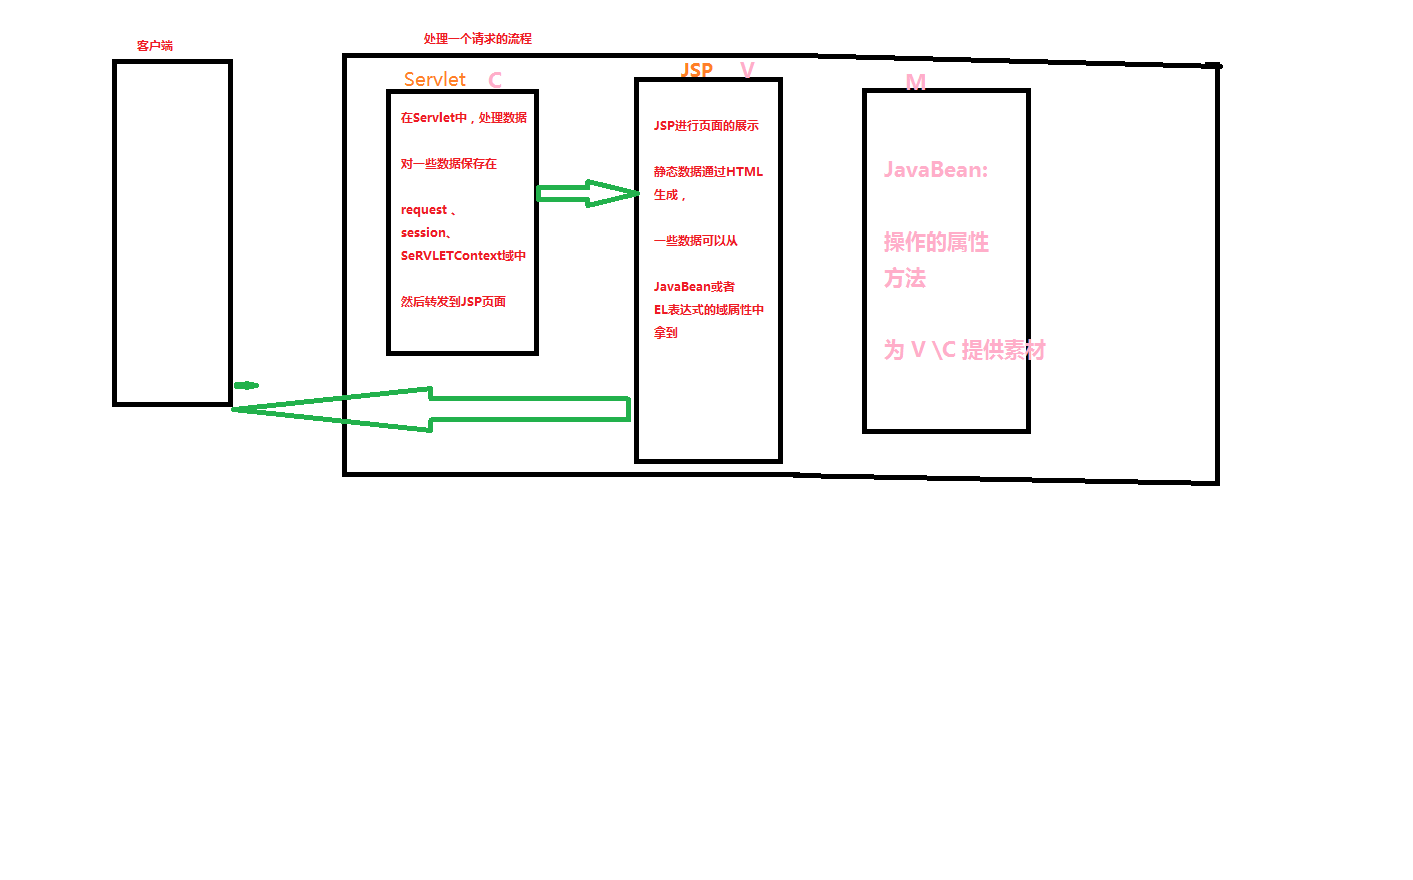 客户端
处理一个请求的流程
Servlet C
在Servlet中，处理数据
对一些数据保存在
request 、
session、
SeRVLETContext域中
然后转发到JSP页面
JSP V
JSP进行页面的展示
静态数据通过HTML
生成，
一些数据可以从
JavaBean或者
EL表达式的域属性中
拿到
M
JavaBean:
操作的属性
方法
为 V \C 提供素材